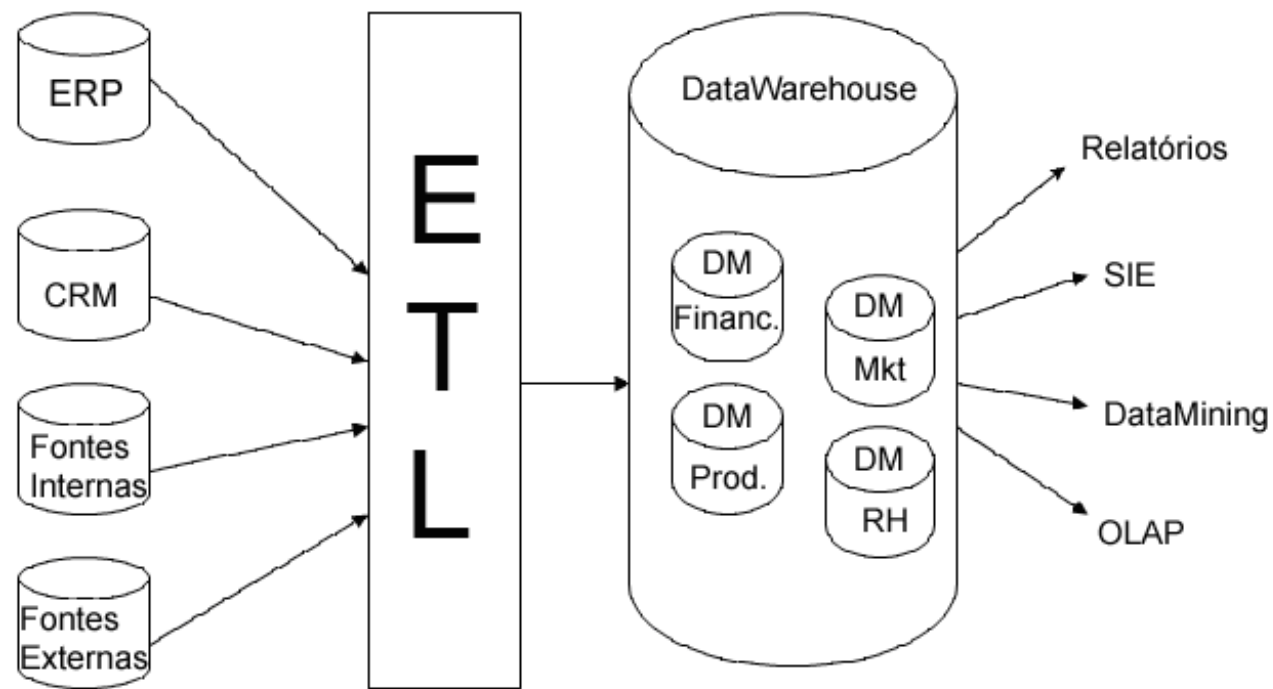 ERP
CRM
Fontes
Internas
Fontes
Externas
E
T
L
DataWarehouse
DM
Financ.
DM
Mkt
DM
Prod.
DM
RH
Relatórios
SIE
DataMining
OLAP